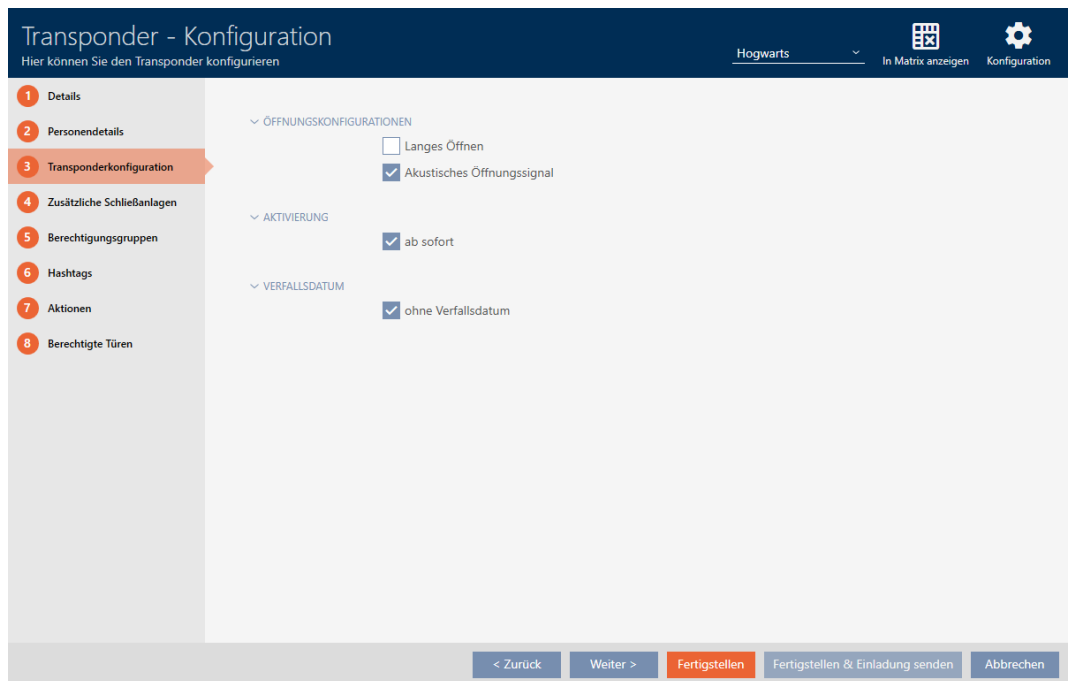 Transponder - Konfiguration
Hier können Sie den Transponder konfigurieren
Hogwarts
In Matrix anzeigen
Konfiguration
1 Details
2 Personendetails
3 Transponderkonfiguration
4 Zusätzliche Schließanlagen
5 Berechtigungsgruppen
6 Hashtags
7 Aktionen
8 Berechtigte Türen
ÖFFNUNGSKONFIGURATIONEN
Langes Öffnen
Akustisches Öffnungssignal
AKTIVIERUNG
ab sofort
VERFALLSDATUM
ohne Verfallsdatum
< Zurück
Weiter >
Fertigstellen
Fertigstellen & Einladung senden
Abbrechen